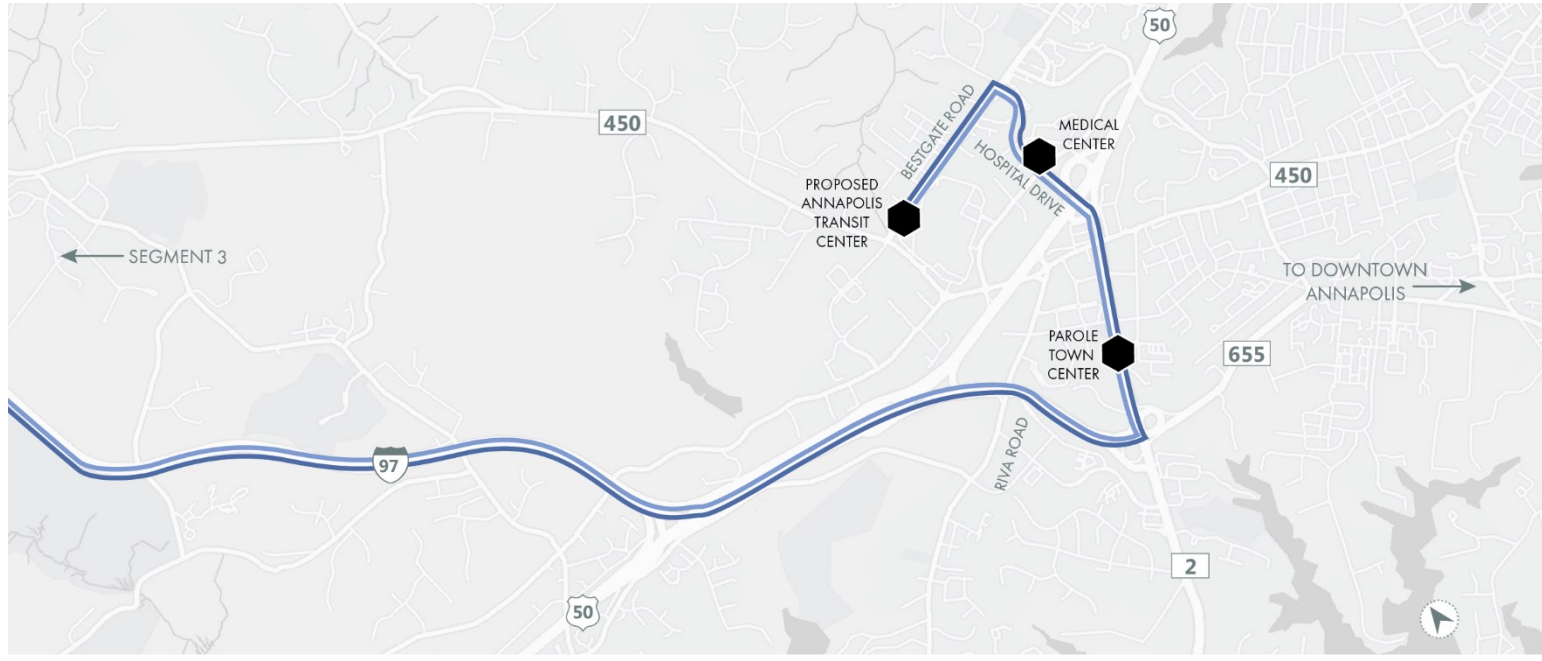 50
450
BESTGATE ROAD
MEDICAL
CENTER
HOSPITAL DRIVE
PROPOSED
ANNAPOLIS
TRANSIT
CENTER
450
SEGMENT 3
TO DOWNTOWN
ANNAPOLIS
PAROLE
TOWN
CENTER
655
RIVA ROAD
97
2
50